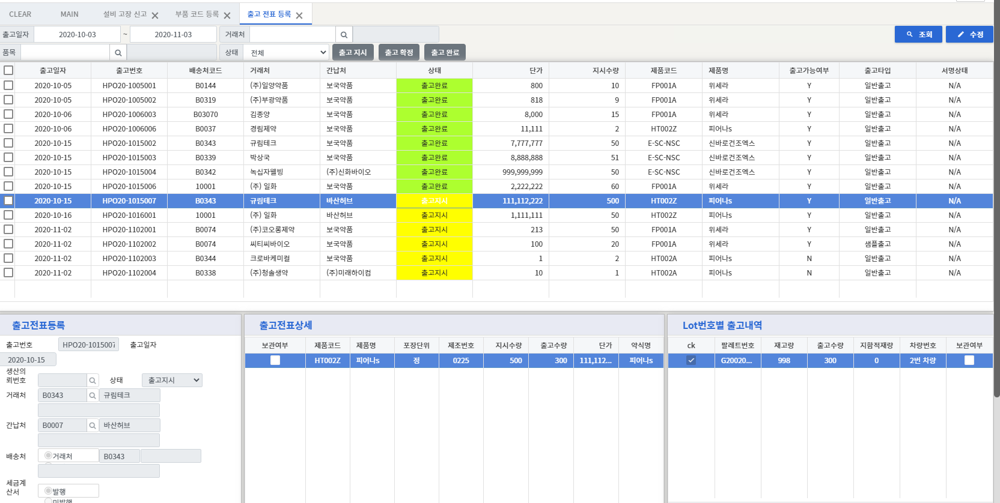 CLEAR MAIN 설비 고장 신고 부품 코드 등록 출고 전표 등록
출고일자 2020-10-03 ~ 2020-11-03 거래처 조회 수정
품목 상태 전체 출고 지시 출고 확정 출고 완료
출고일자 출고번호 배송처코드 거래처 간납처 상태 단가 지시수량 제품코드 제품명 출고가능여부 출고타입 서명상태
2020-10-05 HPO20-1005001 B0144 (주)일양약품 보국약품 출고완료 800 10 FP001A 위세라 Y 일반출고 N/A
2020-10-05 HPO20-1005002 B0319 (주)부광약품 보국약품 출고완료 818 9 FP001A 위세라 Y 일반출고 N/A
2020-10-06 HPO20-1006003 B03070 김종양 보국약품 출고완료 8,000 15 FP001A 위세라 Y 일반출고 N/A
2020-10-06 HPO20-1006006 B0037 경림제약 보국약품 출고완료 11,111 2 HT002Z 피어나s Y 일반출고 N/A
2020-10-15 HPO20-1015002 B0343 규림테크 보국약품 출고완료 7,777,777 50 E-SC-NSC 신바로건조엑스 Y 일반출고 N/A
2020-10-15 HPO20-1015003 B0339 박상국 보국약품 출고완료 8,888,888 51 E-SC-NSC 신바로건조엑스 Y 일반출고 N/A
2020-10-15 HPO20-1015004 B0342 녹십자웰빙 (주)신화바이오 출고완료 999,999,999 50 E-SC-NSC 신바로건조엑스 Y 일반출고 N/A
2020-10-15 HPO20-1015006 10001 (주) 일화 보국약품 출고완료 2,222,222 60 FP001A 위세라 Y 일반출고 N/A
2020-10-15 HPO20-1015007 B0343 규림테크 바산허브 출고지시 111,112,222 500 HT002Z 피어나s Y 일반출고 N/A
2020-10-16 HPO20-1016001 10001 (주) 일화 바산허브 출고지시 1,111,111 50 HT002Z 피어나s Y 일반출고 N/A
2020-11-02 HPO20-1102001 B0074 (주)코오롱제약 보국약품 출고지시 213 50 FP001A 위세라 Y 일반출고 N/A
2020-11-02 HPO20-1102002 B0074 씨티씨바이오 보국약품 출고지시 100 20 FP001A 위세라 Y 샘플출고 N/A
2020-11-02 HPO20-1102003 B0344 크로바케미컬 보국약품 출고지시 1 2 HT002A 피어나s N 일반출고 N/A
2020-11-02 HPO20-1102004 B0338 (주)청솔생약 (주)미래하이컴 출고지시 10 1 HT002A 피어나s N 일반출고 N/A
출고전표등록
출고번호 HPO20-1015007 출고일자
2020-10-15
생산의
뢰번호 상태 출고지시
거래처 B0343 규림테크
간납처 B0007 바산허브
배송처 거래처 B0343
세금계
산서 발행
미발행
출고전표상세
보관여부 제품코드 제품명 포장단위 제조번호 지시수량 출고수량 단가 약식명
HT002Z 피어나s 정 0225 500 300 111,112... 피어나s
Lot번호별 출고내역
ck 팔레트번호 재고량 출고수량 지함적재량 차량번호 보관여부
G20020... 998 300 0 2번 차량